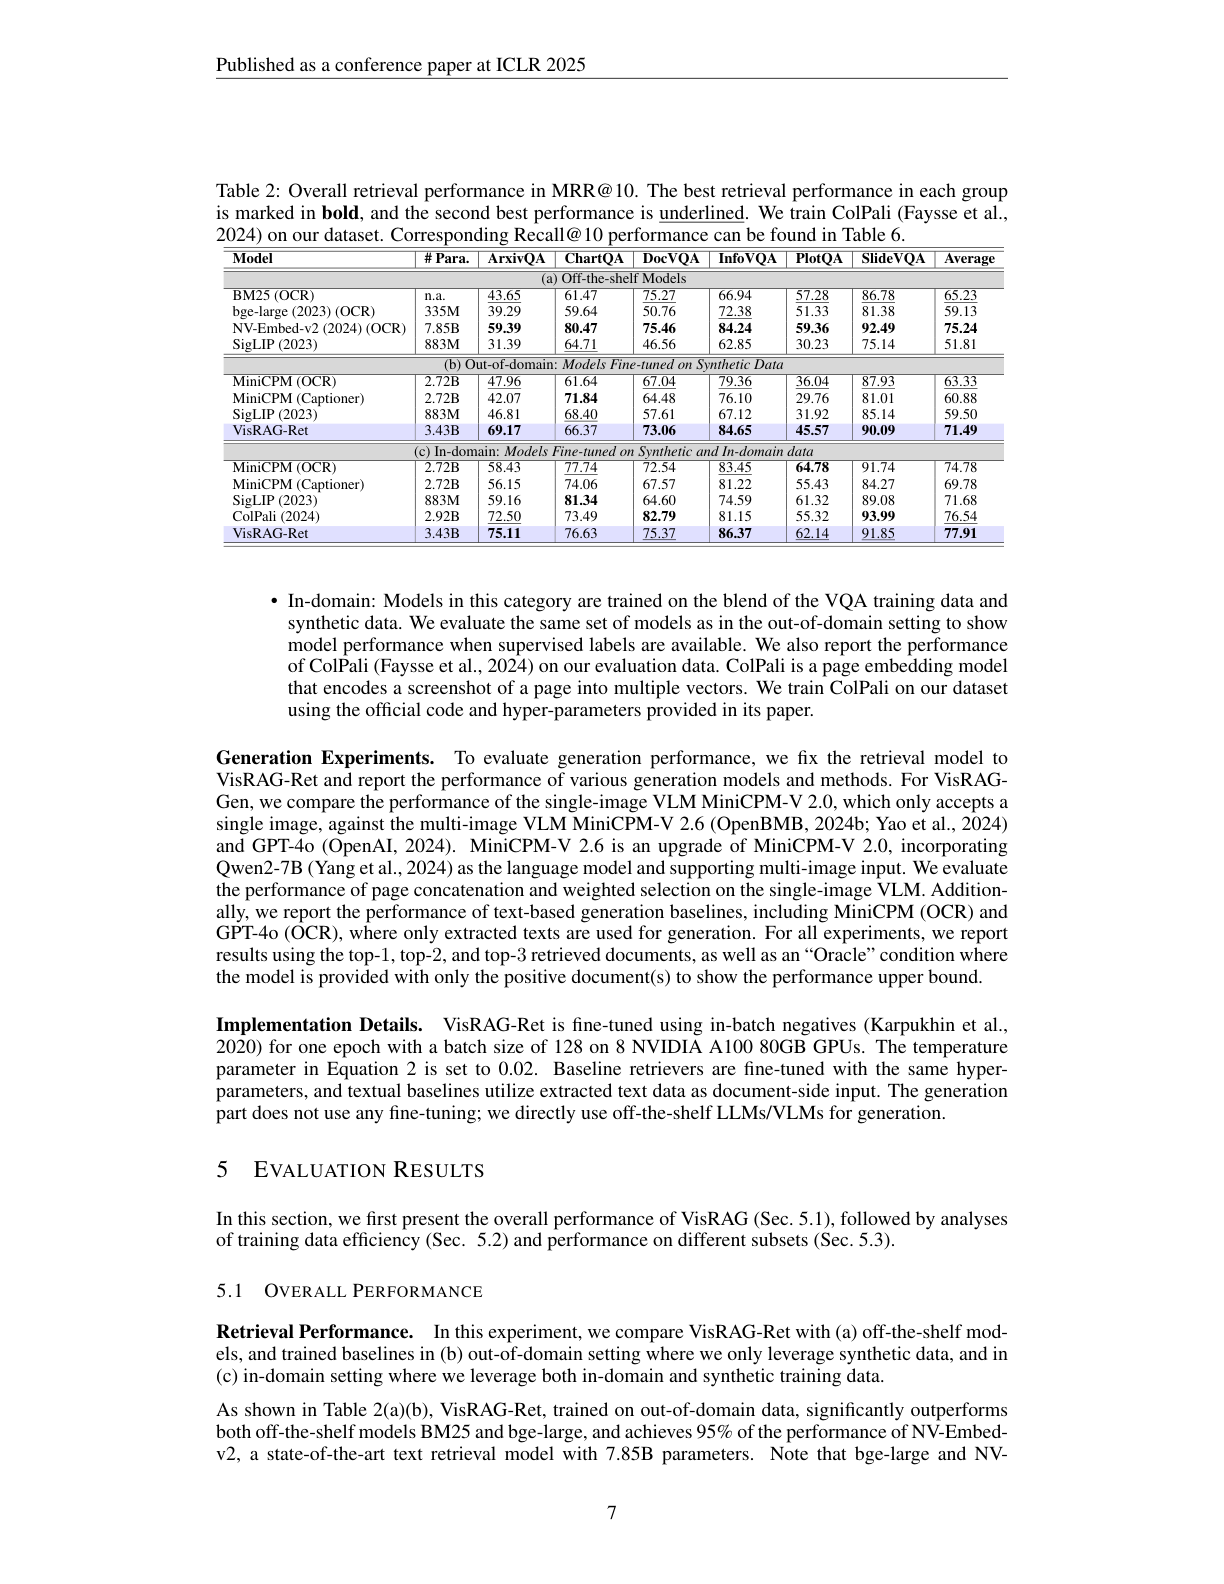 Published as a conference paper at ICLR 2025
Table 2: Overall retrieval performance in MRR@10. The best retrieval performance in each group
is marked in bold, and the second best performance is underlined. We train ColPali (Faysse et al.,
2024) on our dataset. Corresponding Recall@10 performance can be found in Table 6.
Model # Para. ArxivQA ChartQA DocVQA InfoVQA PlotQA SlideVQA Average
(a) Off-the-shelf Models
BM25 (OCR) n.a. 43.65 61.47 75.27 66.94 57.28 86.78 65.23
bge-large (2023) (OCR) 335M 39.29 59.64 50.76 72.38 51.33 81.38 59.13
NV-Embed-v2 (2024) (OCR) 7.85B 59.39 80.47 75.46 84.24 59.36 92.49 75.24
SigLIP (2023) 883M 31.39 64.71 46.56 62.85 30.23 75.14 51.81
(b) Out-of-domain: Models Fine-tuned on Synthetic Data
MiniCPM (OCR) 2.72B 47.96 61.64 67.04 79.36 36.04 87.93 63.33
MiniCPM (Captioner) 2.72B 42.07 71.84 64.48 76.10 29.76 81.01 60.88
SigLIP (2023) 883M 46.81 68.40 57.61 67.12 31.92 85.14 59.50
VisRAG-Ret 3.43B 69.17 66.37 73.06 84.65 45.57 90.09 71.49
(c) In-domain: Models Fine-tuned on Synthetic and In-domain data
MiniCPM (OCR) 2.72B 58.43 77.74 72.54 83.45 64.78 91.74 74.78
MiniCPM (Captioner) 2.72B 56.15 74.06 67.57 81.22 55.43 84.27 69.78
SigLIP (2023) 883M 59.16 81.34 64.60 74.59 61.32 89.08 71.68
ColPali (2024) 2.92B 72.50 73.49 82.79 81.15 55.32 93.99 76.54
VisRAG-Ret 3.43B 75.11 76.63 75.37 86.37 62.14 91.85 77.91
• In-domain: Models in this category are trained on the blend of the VQA training data and
synthetic data. We evaluate the same set of models as in the out-of-domain setting to show
model performance when supervised labels are available. We also report the performance
of ColPali (Faysse et al., 2024) on our evaluation data. ColPali is a page embedding model
that encodes a screenshot of a page into multiple vectors. We train ColPali on our dataset
using the official code and hyper-parameters provided in its paper.
Generation Experiments. To evaluate generation performance, we fix the retrieval model to
VisRAG-Ret and report the performance of various generation models and methods. For VisRAG-
Gen, we compare the performance of the single-image VLM MiniCPM-V 2.0, which only accepts a
single image, against the multi-image VLM MiniCPM-V 2.6 (OpenBMB, 2024b; Yao et al., 2024)
and GPT-4o (OpenAI, 2024). MiniCPM-V 2.6 is an upgrade of MiniCPM-V 2.0, incorporating
Qwen2-7B (Yang et al., 2024) as the language model and supporting multi-image input. We evaluate
the performance of page concatenation and weighted selection on the single-image VLM. Addition-
ally, we report the performance of text-based generation baselines, including MiniCPM (OCR) and
GPT-4o (OCR), where only extracted texts are used for generation. For all experiments, we report
results using the top-1, top-2, and top-3 retrieved documents, as well as an “Oracle” condition where
the model is provided with only the positive document(s) to show the performance upper bound.
Implementation Details. VisRAG-Ret is fine-tuned using in-batch negatives (Karpukhin et al.,
2020) for one epoch with a batch size of 128 on 8 NVIDIA A100 80GB GPUs. The temperature
parameter in Equation 2 is set to 0.02. Baseline retrievers are fine-tuned with the same hyper-
parameters, and textual baselines utilize extracted text data as document-side input. The generation
part does not use any fine-tuning; we directly use off-the-shelf LLMs/VLMs for generation.
5 EVALUATION RESULTS
In this section, we first present the overall performance of VisRAG (Sec. 5.1), followed by analyses
of training data efficiency (Sec. 5.2) and performance on different subsets (Sec. 5.3).
5.1 OVERALL PERFORMANCE
Retrieval Performance. In this experiment, we compare VisRAG-Ret with (a) off-the-shelf mod-
els, and trained baselines in (b) out-of-domain setting where we only leverage synthetic data, and in
(c) in-domain setting where we leverage both in-domain and synthetic training data.
As shown in Table 2(a)(b), VisRAG-Ret, trained on out-of-domain data, significantly outperforms
both off-the-shelf models BM25 and bge-large, and achieves 95% of the performance of NV-Embed-
v2, a state-of-the-art text retrieval model with 7.85B parameters. Note that bge-large and NV-
7